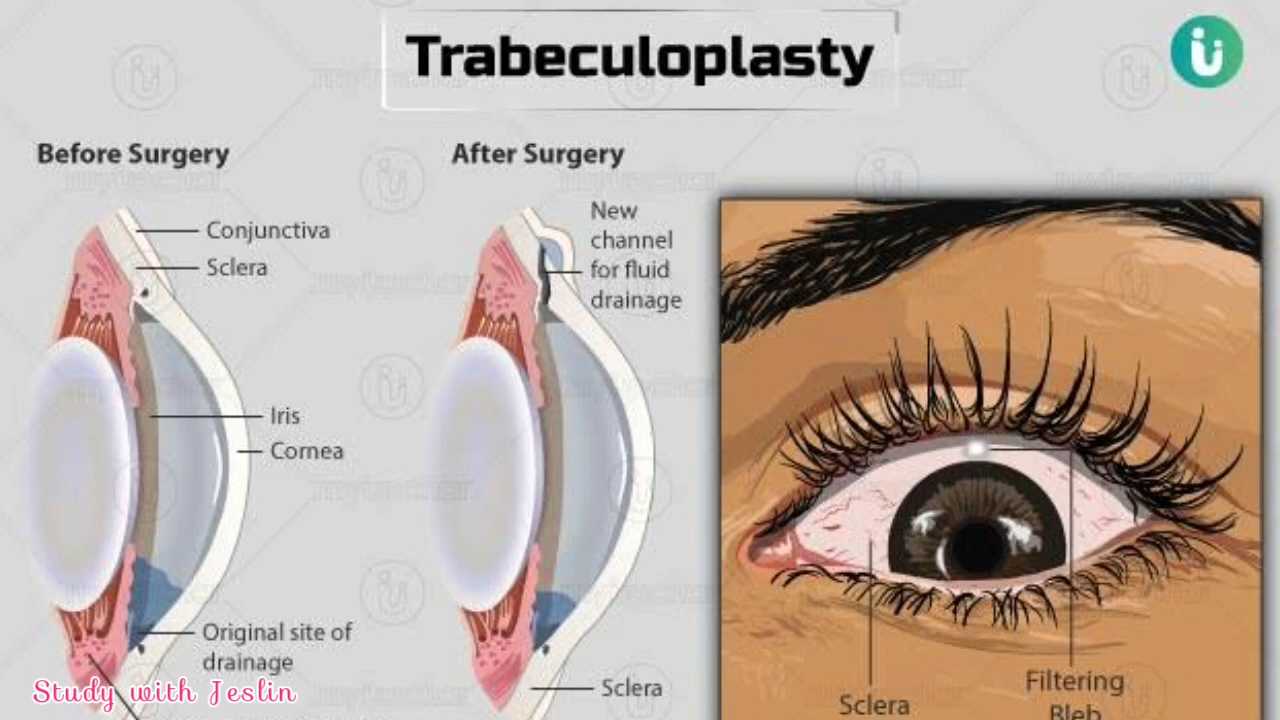 Trabeculoplasty
Before Surgery
Conjunctiva
Sclera
Iris
Cornea
Original site of
drainage
After Surgery
New
channel
for fluid
drainage
Sclera
Sclera
Filtering
Bleb
Study with Jeslin